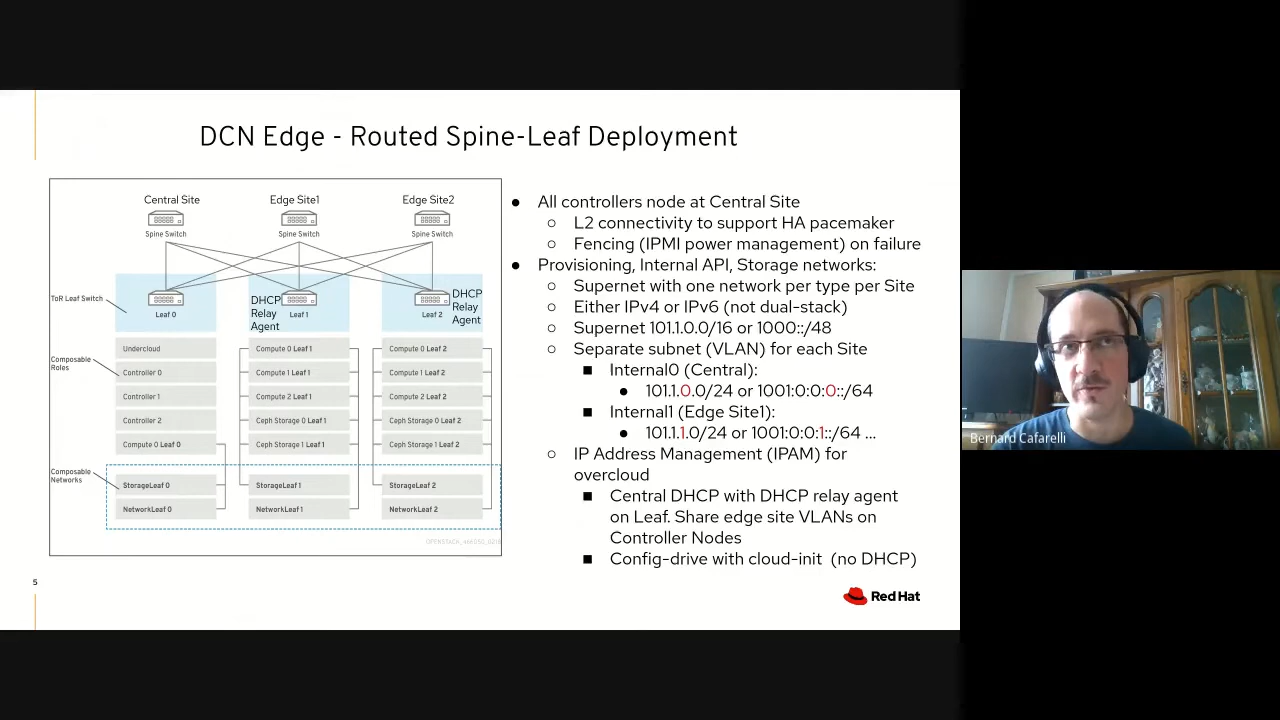 DCN Edge - Routed Spine-Leaf Deployment
Central Site
Edge Site1
Edge Site2
Spine Switch
Spine Switch
Spine Switch
ToR Leaf Switch
Leaf 0
DHCP
Relay
Agent
Leaf 1
Leaf 2
DHCP
Relay
Agent
Composable
Roles
Undercloud
Controller 0
Controller 1
Controller 2
Compute 0 Leaf 0
Compute 0 Leaf 1
Compute 1 Leaf 1
Compute 2 Leaf 1
Ceph Storage 0 Leaf 1
Ceph Storage 1 Leaf 1
Compute 0 Leaf 2
Compute 1 Leaf 2
Compute 2 Leaf 2
Ceph Storage 0 Leaf 2
Ceph Storage 1 Leaf 2
Composable
Networks
StorageLeaf 0
StorageLeaf 1
StorageLeaf 2
NetworkLeaf 0
NetworkLeaf 1
NetworkLeaf 2
● All controllers node at Central Site
○ L2 connectivity to support HA pacemaker
○ Fencing (IPMI power management) on failure
● Provisioning, Internal API, Storage networks:
○ Supernet with one network per type per Site
○ Either IPv4 or IPv6 (not dual-stack)
○ Supernet 101.1.0.0/16 or 1000::/48
○ Separate subnet (VLAN) for each Site
■ Internal0 (Central):
● 101.1.0.0/24 or 1001:0:0:0::/64
■ Internal1 (Edge Site1):
● 101.1.1.0/24 or 1001:0:0:1::/64 ...
○ IP Address Management (IPAM) for
overcloud
■ Central DHCP with DHCP relay agent
on Leaf. Share edge site VLANs on
Controller Nodes
■ Config-drive with cloud-init (no DHCP)
5
Red Hat
Bernard Cafarelli